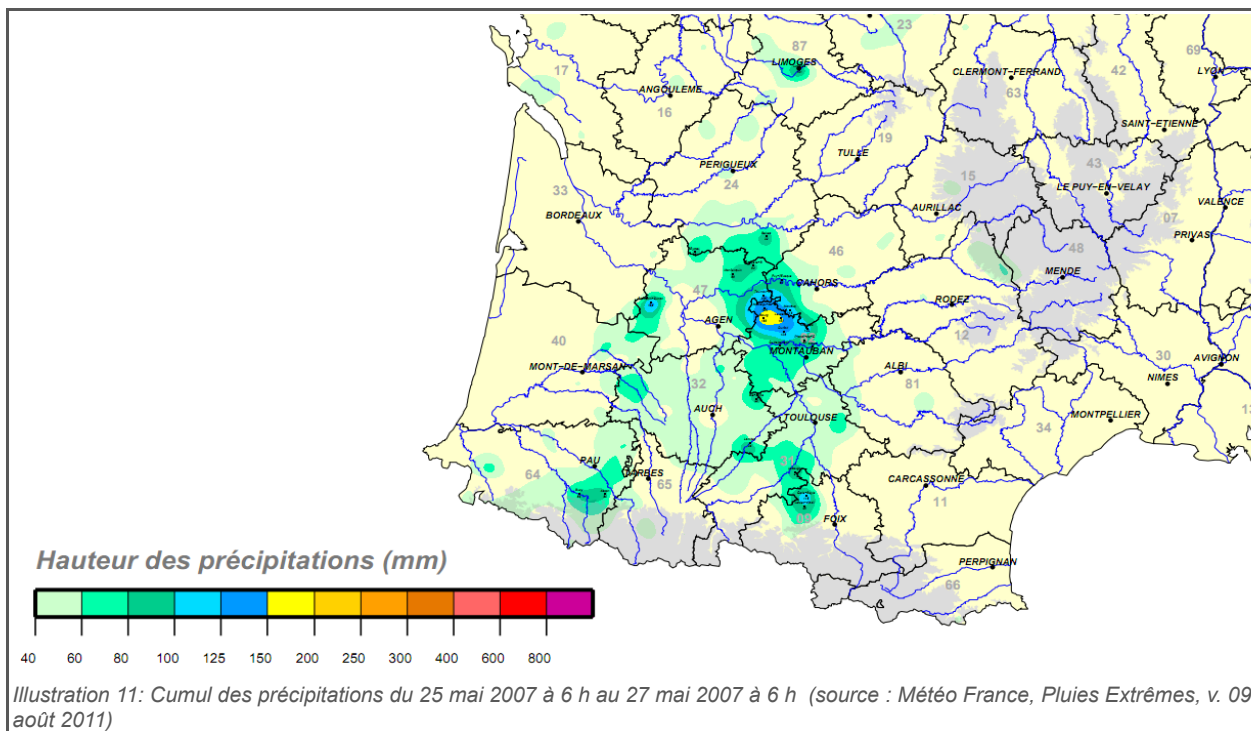 87
23
69
LIMOGES
42
17
CLERMONT-FERRAND
LYON
63
ANGOULEME
16
SAINT-ETIENNE
19
TULLE
43
PERIGUEUX
24
15
LE PUY-EN-VELAY
33
AURILLAC
VALENCE
BORDEAUX
07
PRIVAS
46
48
MENDE
CAHORS
47
RODEZ
AGEN
12
40
MONTAUBAN
30
AVIGNON
MONT-DE-MARSAN
32
ALBI
81
NIMES
AUCH
TOULOUSE
MONTPELLIER
13
34
31
PAU
64
TARBES
65
CARCASSONNE
11
09
FOIX
PERPIGNAN
66
Hauteur des précipitations (mm)
40 60 80 100 125 150 200 250 300 400 600 800
Illustration 11: Cumul des précipitations du 25 mai 2007 à 6 h au 27 mai 2007 à 6 h (source : Météo France, Pluies Extrêmes, v. 09
août 2011)